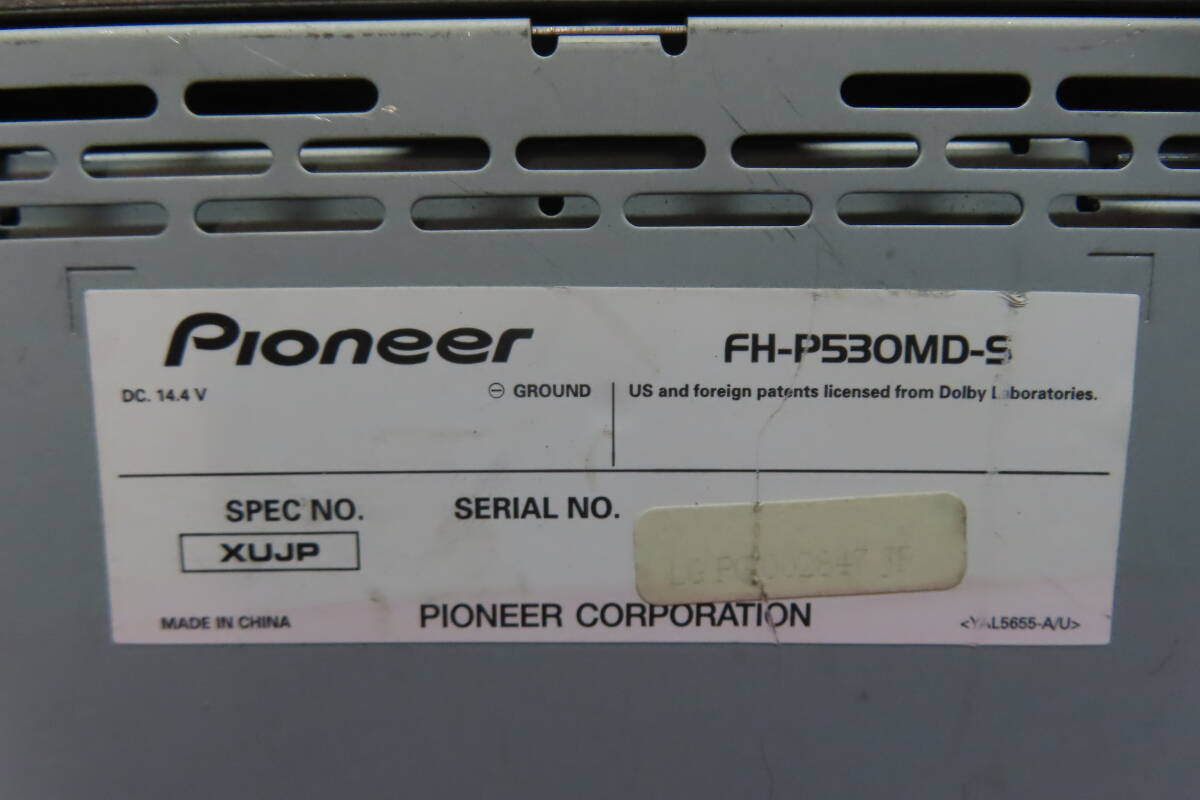 Pioneer
FH-P530MD-S
DC. 14.4 V
⊖ GROUND
US and foreign patents licensed from Dolby Laboratories.
SPEC NO.
SERIAL NO.
XUJP
MADE IN CHINA
PIONEER CORPORATION
<YAL5655-A/U>